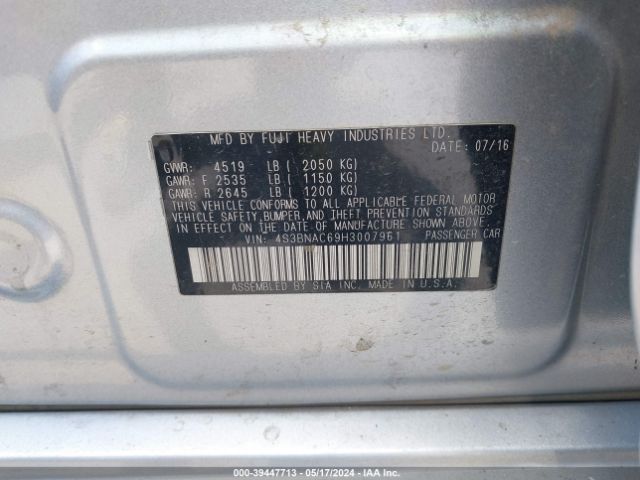 MFD BY FUJI HEAVY INDUSTRIES LTD.
DATE: 07/16
GVWR: 4519 LB ( 2050 KG)
GAWR: F 2535 LB ( 1150 KG)
GAWR: R 2645 LB ( 1200 KG)
THIS VEHICLE CONFORMS TO ALL APPLICABLE FEDERAL MOTOR
VEHICLE SAFETY, BUMPER, AND THEFT PREVENTION STANDARDS
IN EFFECT ON THE DATE OF MANUFACTURE SHOWN ABOVE.
VIN: 4S3BNAC69H3007961 PASSENGER CAR
ASSEMBLED BY SIA INC. MADE IN U.S.A.
000-39447713 - 05/17/2024 - IAA Inc.